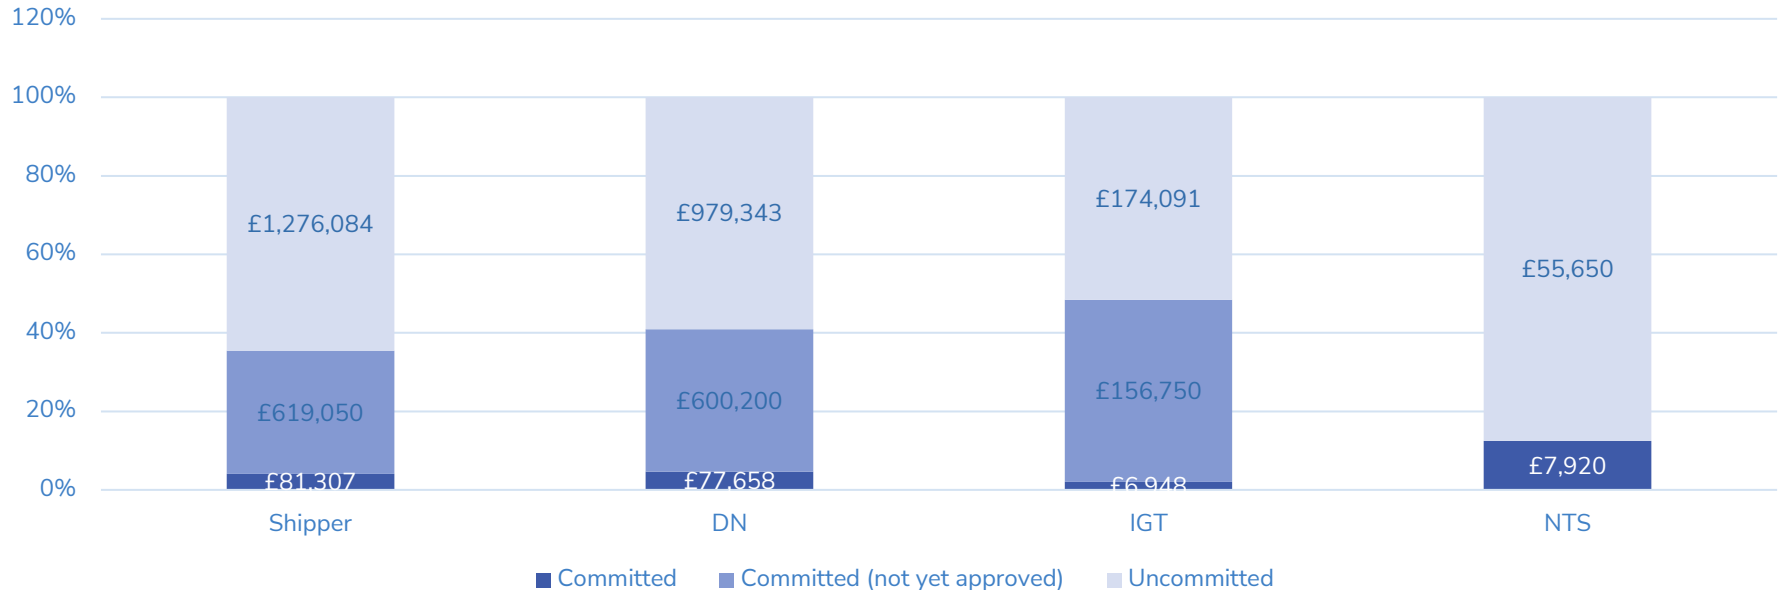 120%
100%
80%
60%
40%
20%
0%
£1,276,084
£979,343
£174,091
£55,650
£619,050
£600,200
£156,750
£81,307
£77,658
£6,948
£7,920
Shipper
DN
IGT
NTS
Committed
Committed (not yet approved)
Uncommitted